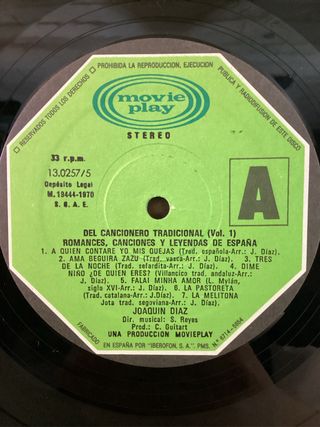 PROHIBIDA LA REPRODUCCION, EJECUCION
PUBLICA Y RADIODIFUSION DE ESTE DISCO
RESERVADOS TODOS LOS DERECHOS
movie
play
STEREO
33 r.p.m.
13.0257/5
Depósito Legal
M.19444-1970
S. G. A. E.
A
DEL CANCIONERO TRADICIONAL (Vol. 1)
ROMANCES, CANCIONES Y LEYENDAS DE ESPAÑA
A QUIEN CONTARE YO MIS QUEJAS (Trad. española-Arr.: J. Díaz).
2. AMA BEGUIRA ZAZU (Trad. vasca-Arr.: J. Díaz). 3. TRES
DE LA NOCHE (Trad. sefardita-Arr.: J. Díaz). 4. DIME
NIÑO ¿DE QUIEN ERES? (Villancico trad. andaluz-Arr.:
J. Díaz). 5. FALAI MINHA AMOR (L. Mylán,
siglo XVI-Arr.: J. Díaz). 6. LA PASTORETA
(Trad. catalana-Arr.: J. Díaz). 7. LA MELITONA
(Jota trad. segoviana-Arr.: J. Díaz).
JOAQUIN DIAZ
Dir. musical: S. Reyes
Prod.: C. Guitart
UNA PRODUCCION MOVIEPLAY
FABRICADO
EN ESPAÑA POR "IBEROFON, S. A.". PMS.